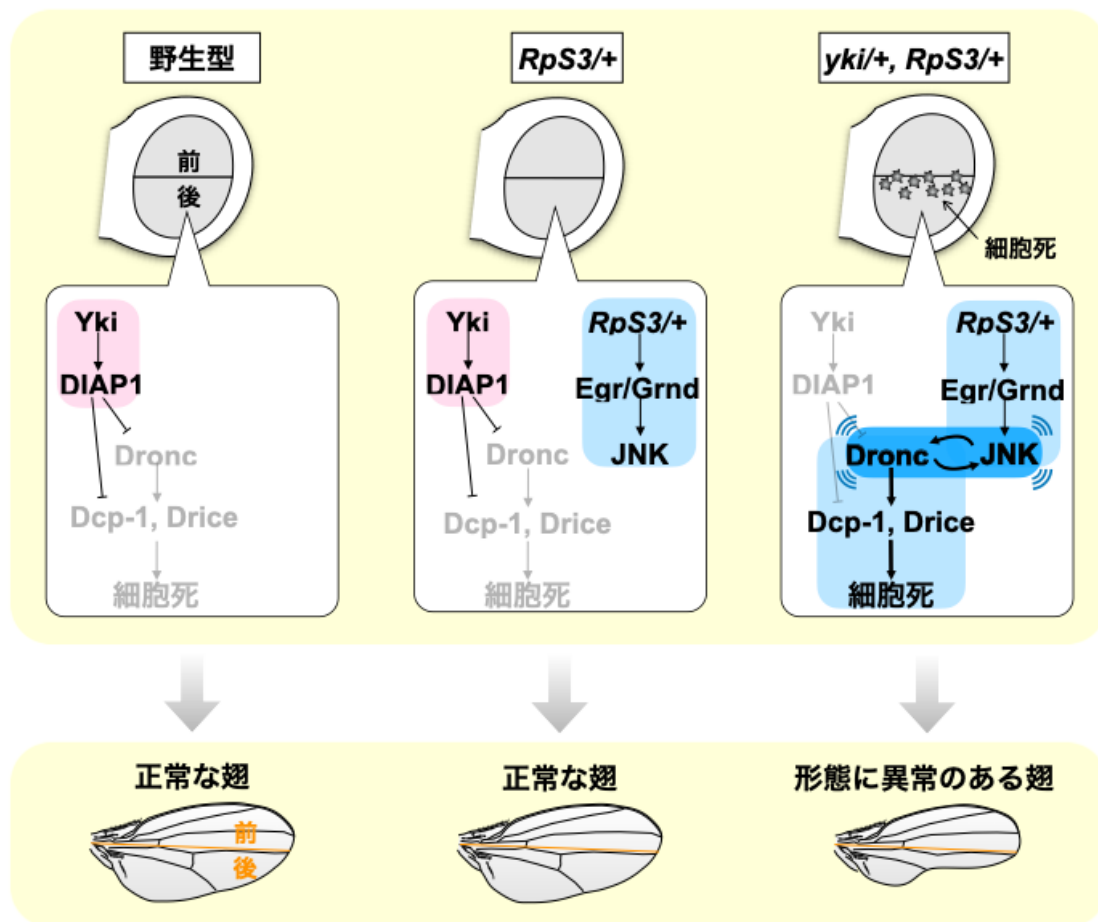 野生型
前
後
Yki
DIAP1
Dronc
Dcp-1, Drice
細胞死
正常な翅
前
後
RpS3/+
Yki
RpS3/+
DIAP1
Egr/Grnd
Dronc
JNK
Dcp-1, Drice
細胞死
正常な翅
yki/+, RpS3/+
細胞死
Yki
RpS3/+
DIAP1
Egr/Grnd
Dronc
JNK
Dcp-1, Drice
細胞死
形態に異常のある翅